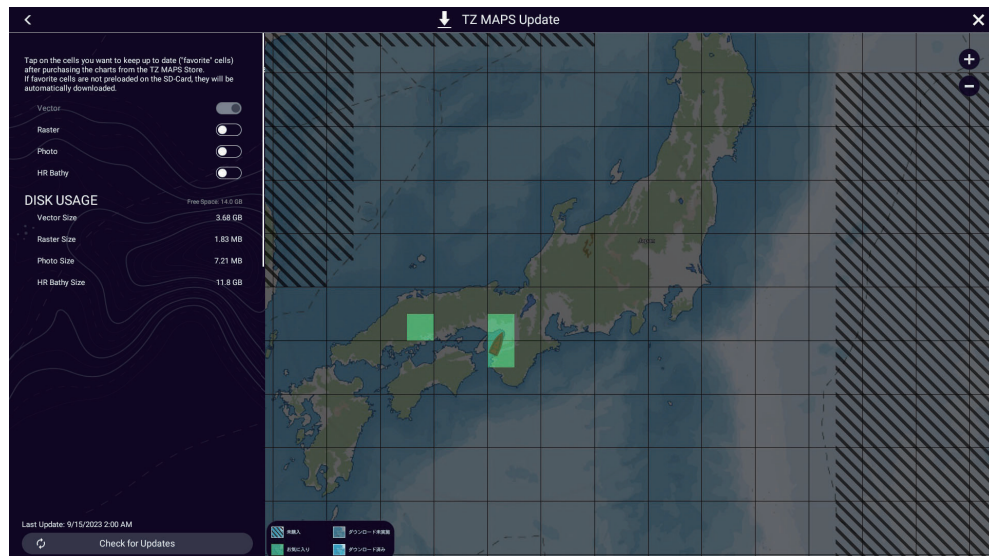 TZ MAPS Update
Tap on the cells you want to keep up to date ("favorite" cells)
after purchasing the charts from the TZ MAPS Store.
If favorite cells are not preloaded on the SD-Card, they will be
automatically downloaded.
Vector
Raster
Photo
HR Bathy
DISK USAGE Free Space: 14.0 GB
Vector Size 3.68 GB
Raster Size 1.83 MB
Photo Size 7.21 MB
HR Bathy Size 11.8 GB
Last Update: 9/15/2023 2:00 AM
Check for Updates
未購入 ダウンロード未実施
お気に入り ダウンロード済み